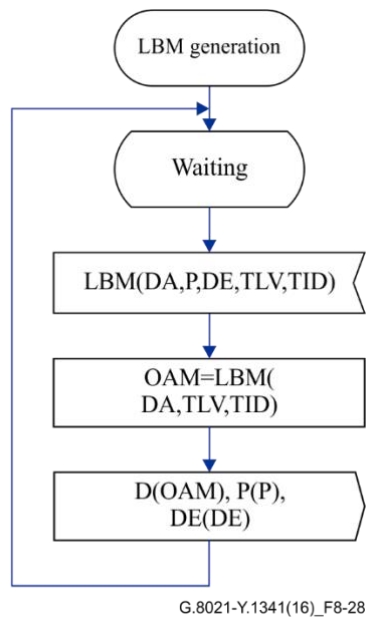 LBM generation
Waiting
LBM(DA,P,DE,TLV,TID)
OAM=LBM(
DA,TLV,TID)
D(OAM), P(P),
DE(DE)
G.8021-Y.1341(16)_F8-28